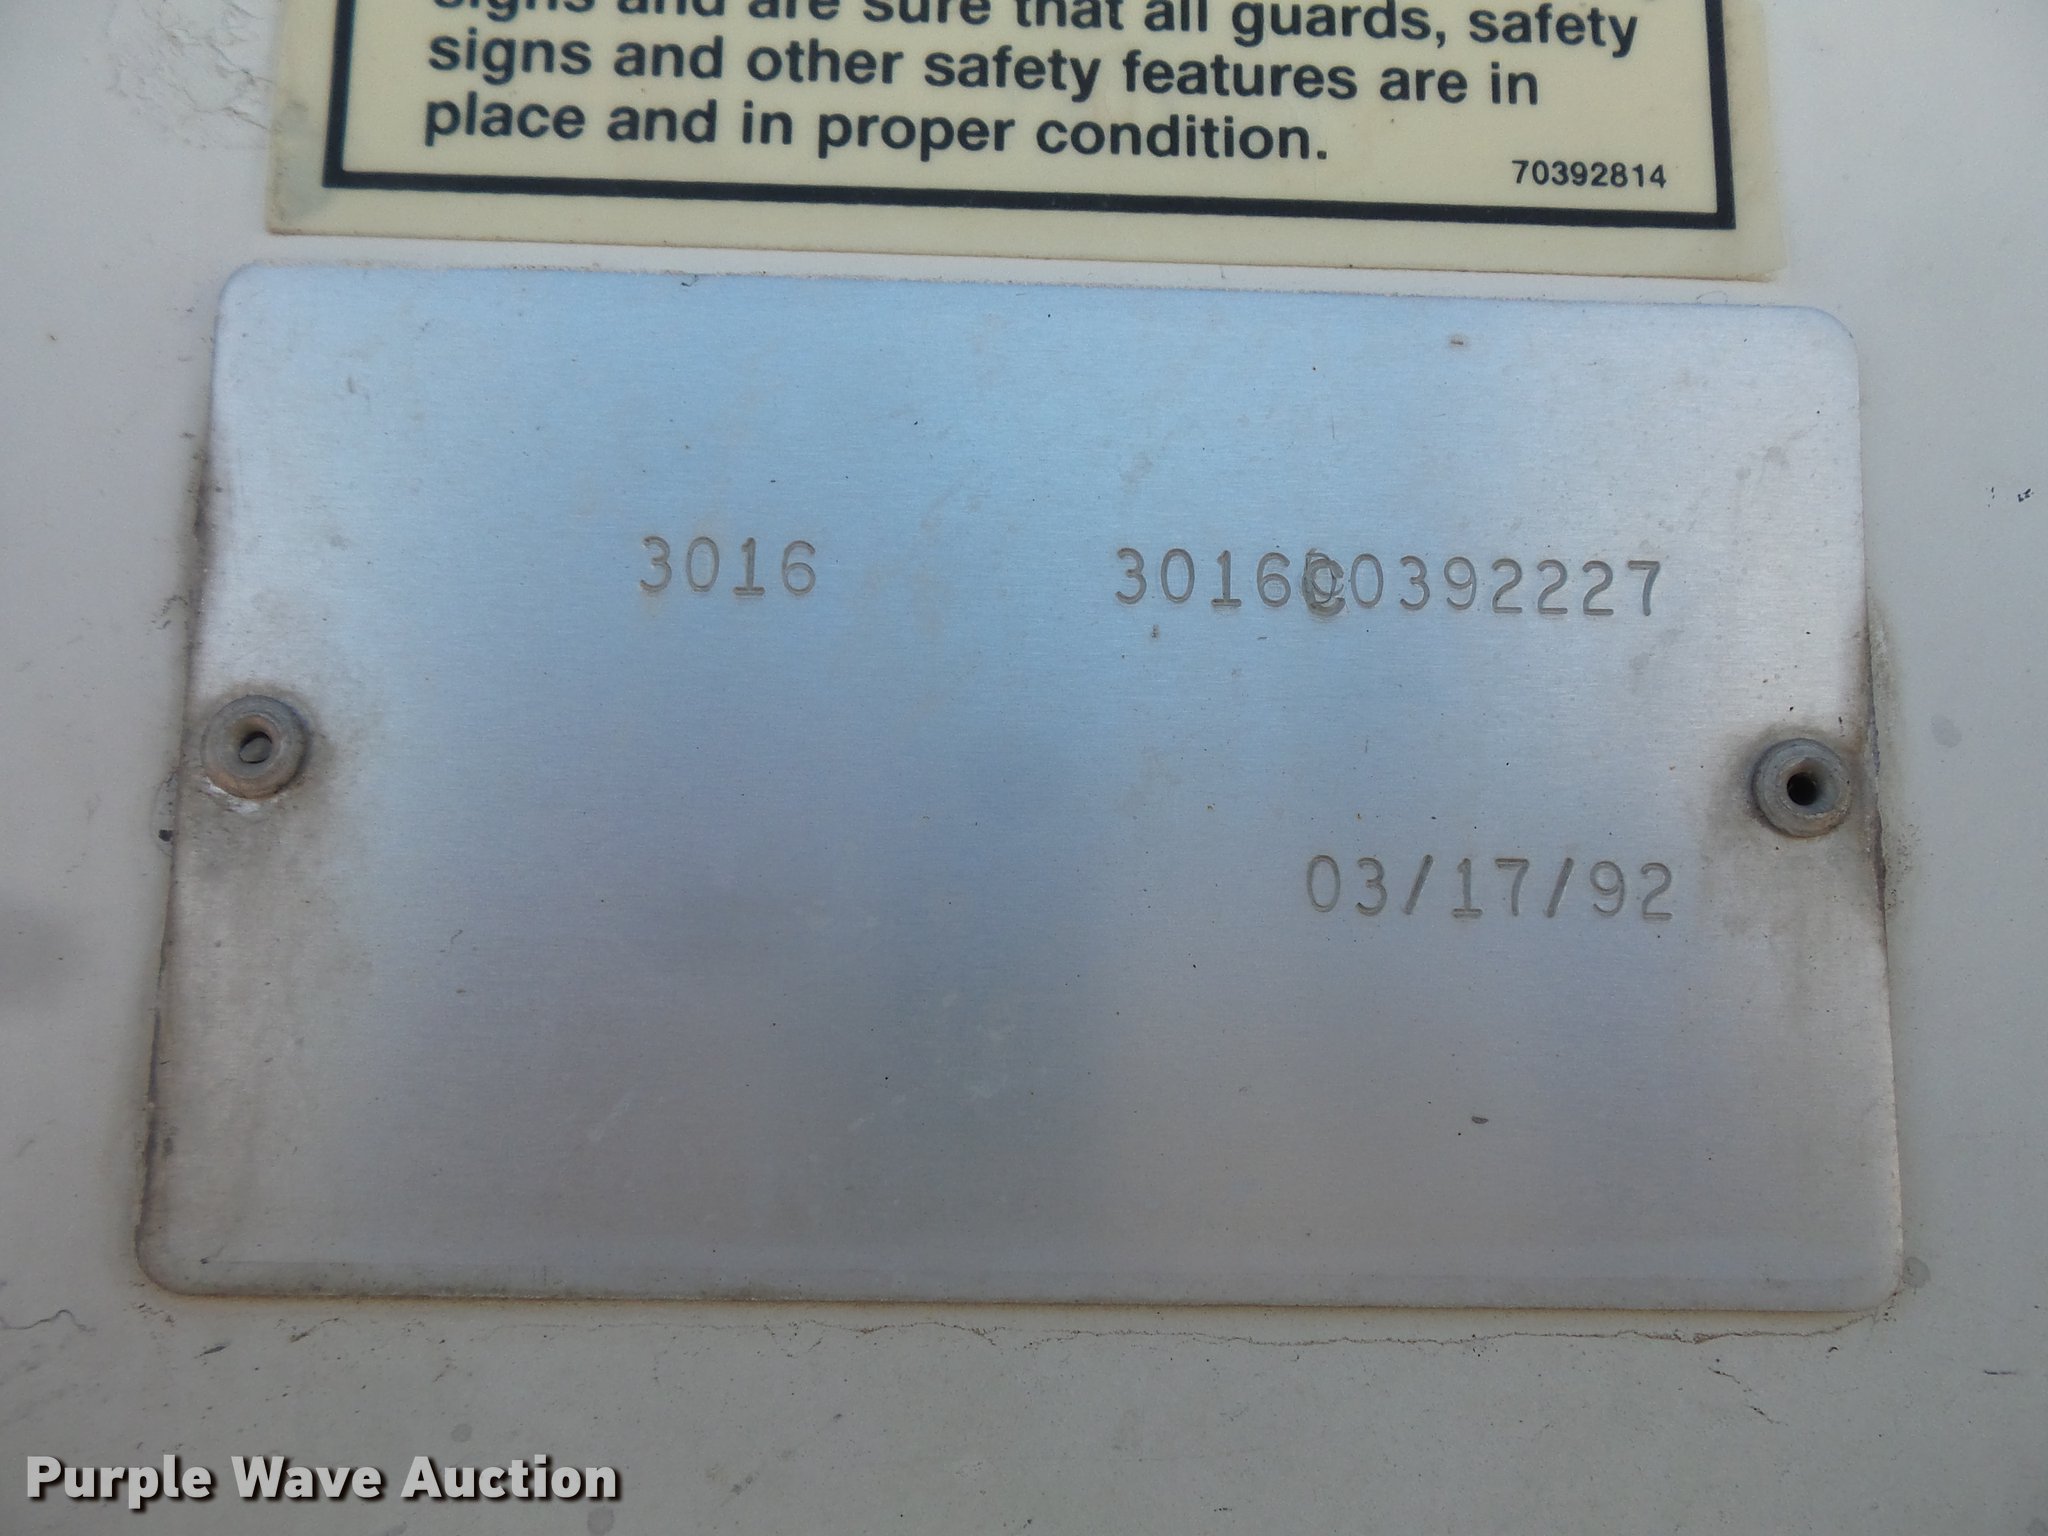 signs and are sure that all guards, safety
signs and other safety features are in
place and in proper condition.
70392814
3016 3016C0392227
03/17/92
Purple Wave Auction